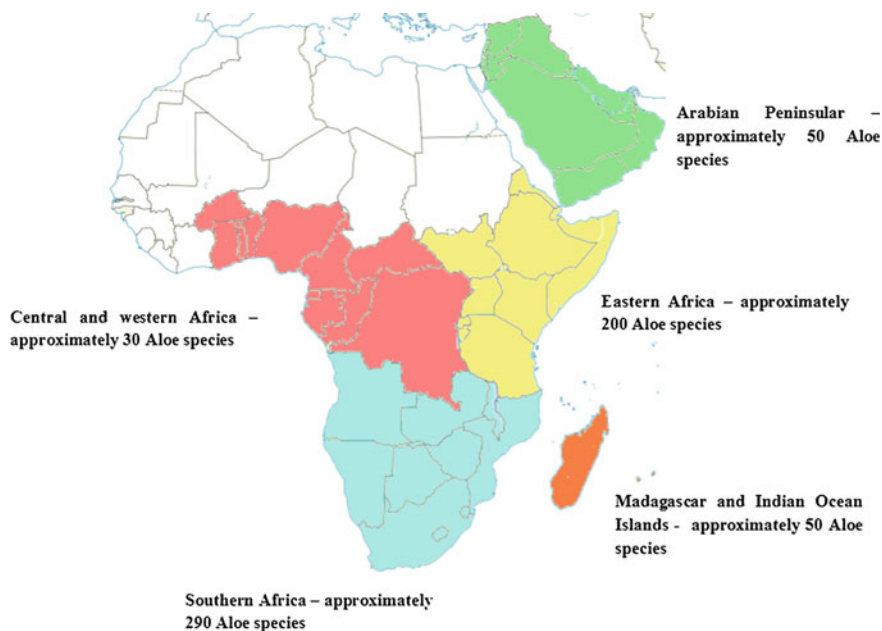 Arabian Peninsular –
approximately 50 Aloe
species
Eastern Africa – approximately
200 Aloe species
Central and western Africa –
approximately 30 Aloe species
Madagascar and Indian Ocean
Islands - approximately 50 Aloe
species
Southern Africa – approximately
290 Aloe species